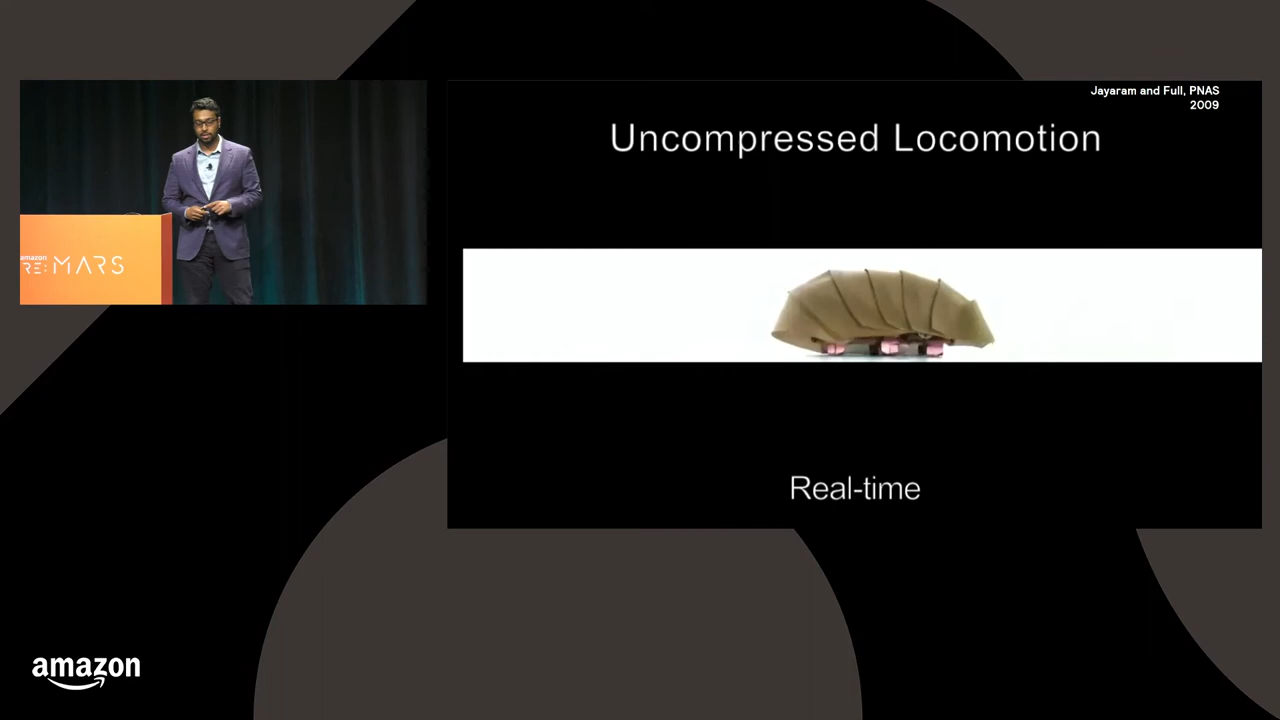 Jayaram and Full, PNAS
2009
Uncompressed Locomotion
amazon
RE:MARS
Real-time
amazon